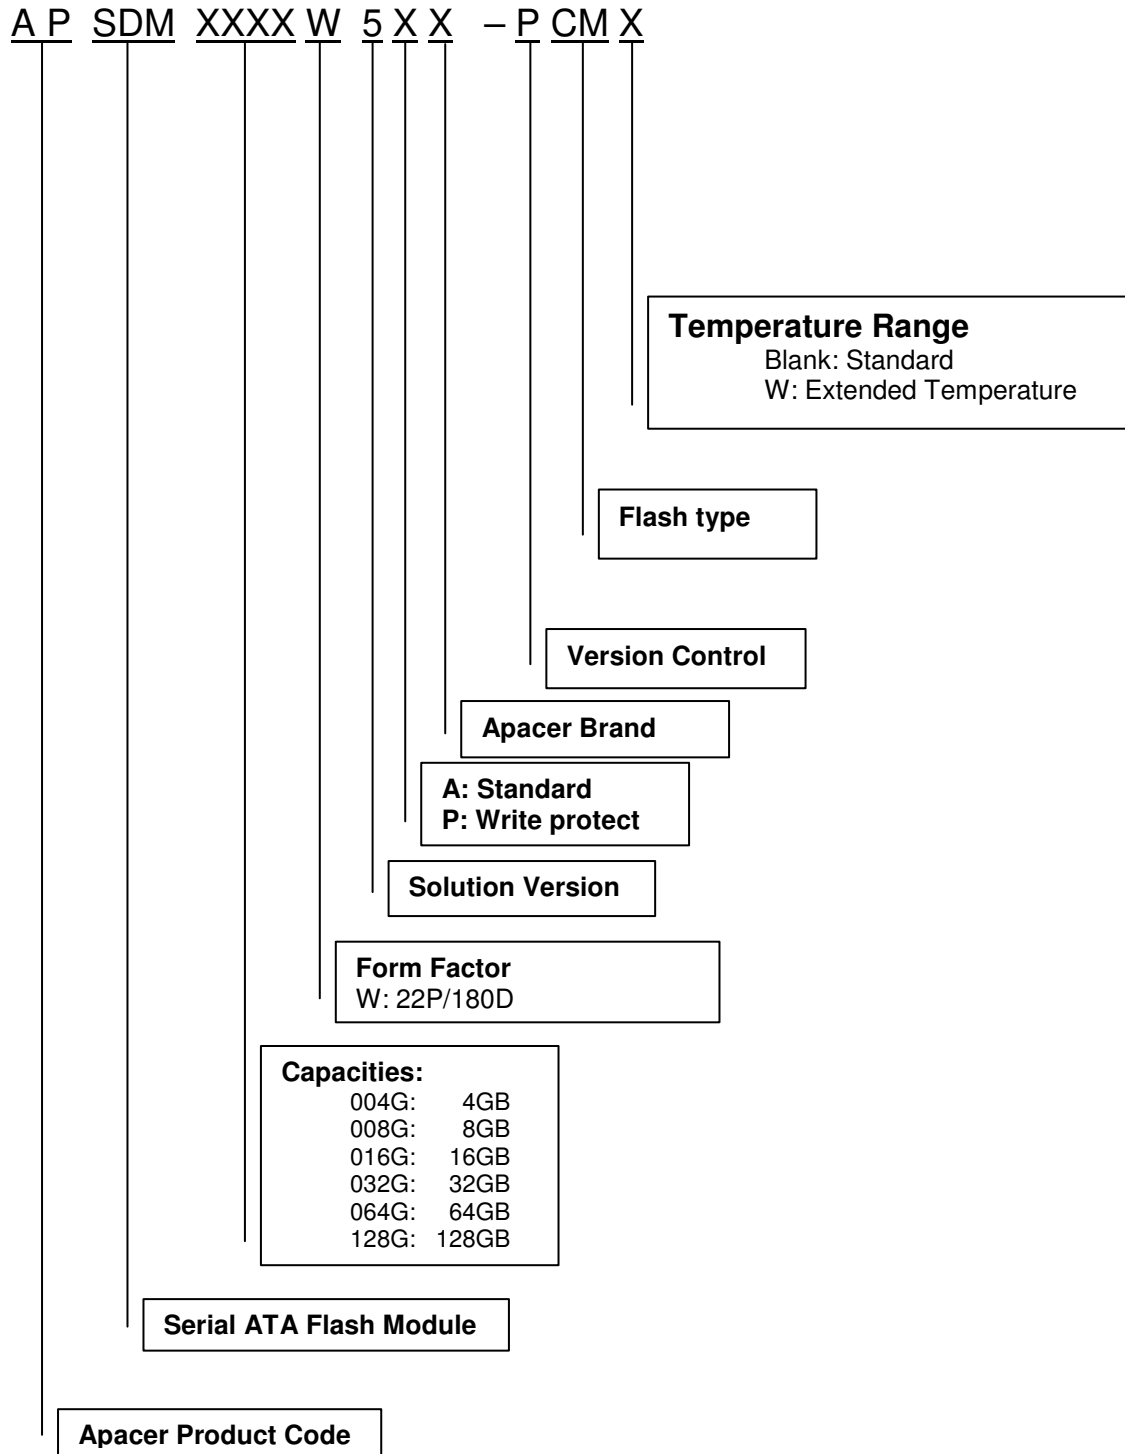 A P SDM XXXX W 5 X X – P CM X
Temperature Range
Blank: Standard
W: Extended Temperature
Flash type
Version Control
Apacer Brand
A: Standard
P: Write protect
Solution Version
Form Factor
W: 22P/180D
Capacities:
004G: 4GB
008G: 8GB
016G: 16GB
032G: 32GB
064G: 64GB
128G: 128GB
Serial ATA Flash Module
Apacer Product Code